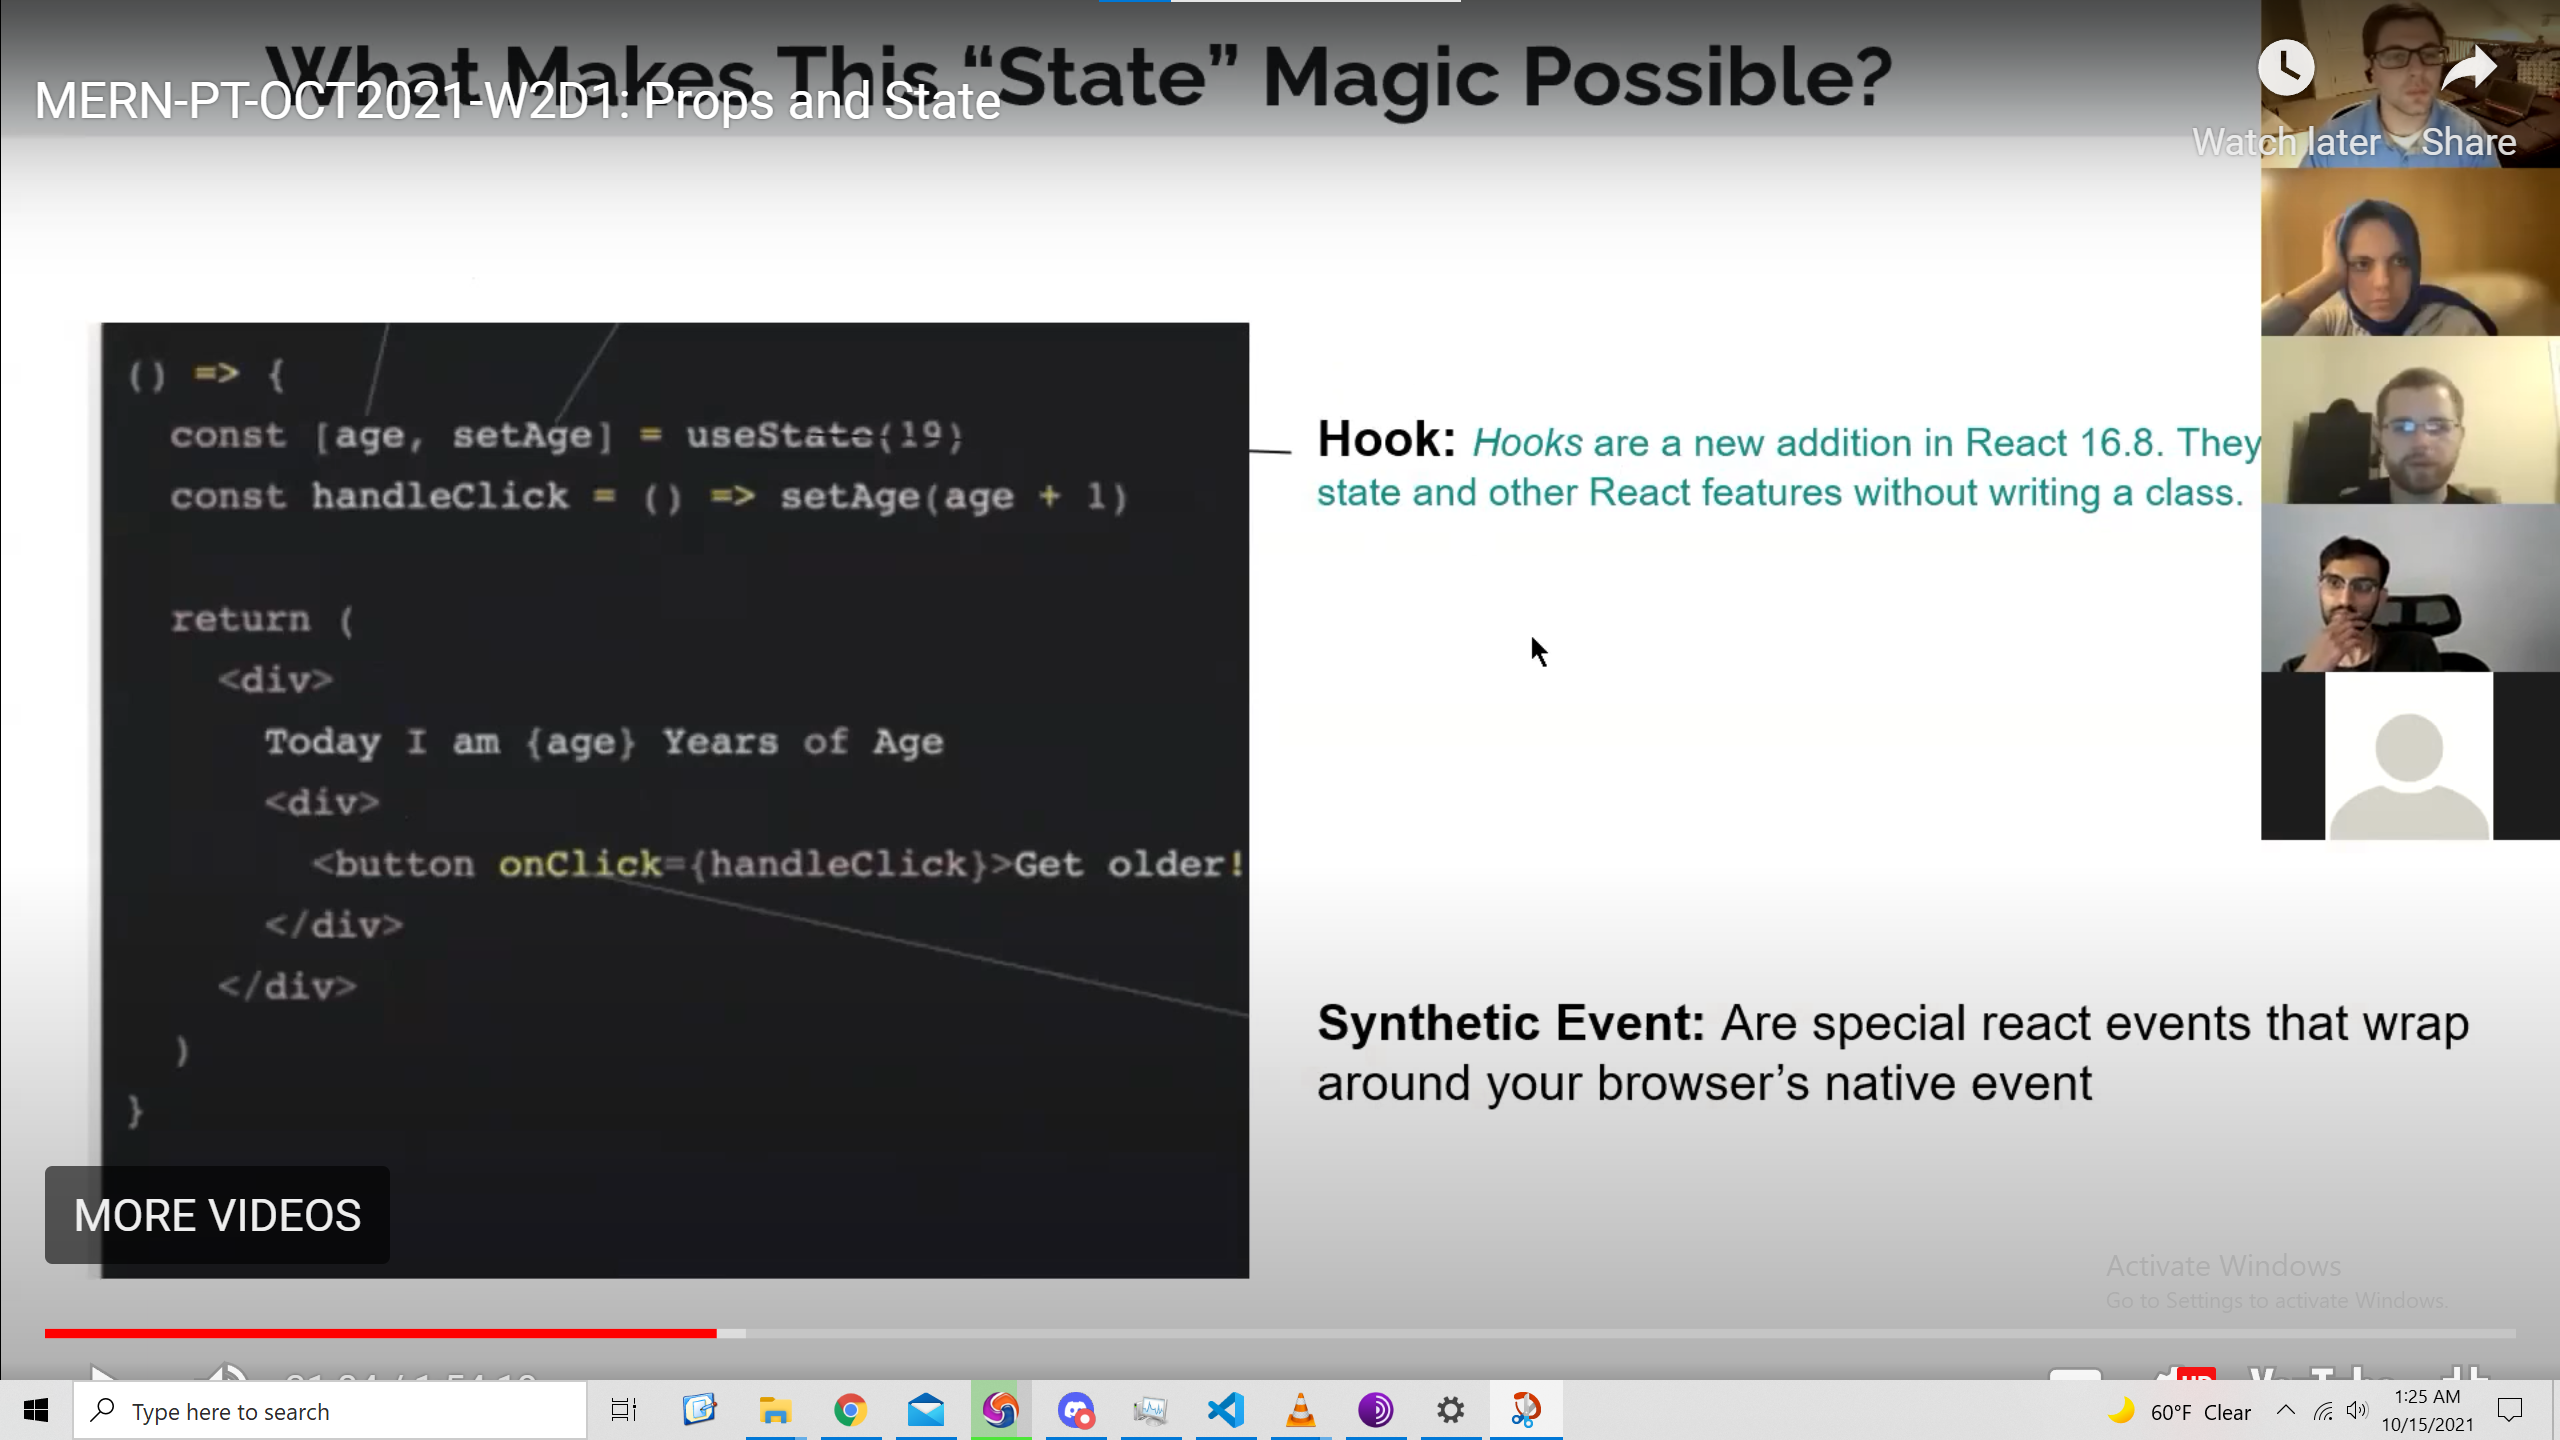 What Makes This “State” Magic Possible?
MERN-PT-OCT2021-W2D1: Props and State
Watch later
Share
() => {
const [age, setAge] = useState(19)
const handleClick = () => setAge(age + 1)
return (
<div>
Today I am {age} Years of Age
<div>
<button onClick={handleClick}>Get older!
</div>
</div>
)
}
Hook: Hooks are a new addition in React 16.8. They
state and other React features without writing a class.
Synthetic Event: Are special react events that wrap
around your browser’s native event
MORE VIDEOS
Activate Windows
Go to Settings to activate Windows.
Type here to search
60°F Clear
1:25 AM
10/15/2021